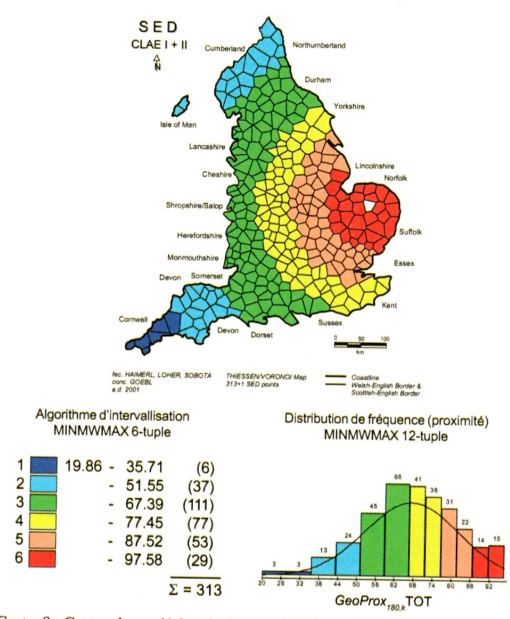 SED
CLAE I + II
N
Cumberland
Northumberland
Durham
Yorkshire
Isle of Man
Lancashire
Cheshire
Lincolnshire
Norfolk
Shropshire/Salop
Herefordshire
Suffolk
Monmouthshire
Essex
Devon
Somerset
Kent
Cornwall
Devon
Dorset
Sussex
0 50 100
km
fec. HAIMERL, LOHER, SOBOTA
conc. GOEBL
a.d. 2001
THIESSEN/VORONOI Map
313+1 SED points
Coastline
Welsh-English Border &
Scottish-English Border
Algorithme d'intervallisation
MINMWMAX 6-tuple
1 19.86 - 35.71 (6)
2 - 51.55 (37)
3 - 67.39 (111)
4 - 77.45 (77)
5 - 87.52 (53)
6 - 97.58 (29)
Σ = 313
Distribution de fréquence (proximité)
MINMWMAX 12-tuple
3 3 13 24 45 66 41 36 31 22 14 15
20 26 32 38 44 50 56 62 68 74 80 86 92
GeoProx180,kTOT